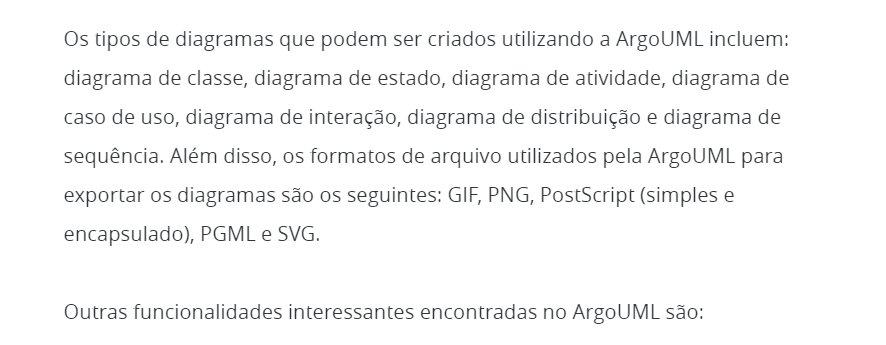 Os tipos de diagramas que podem ser criados utilizando a ArgoUML incluem:
diagrama de classe, diagrama de estado, diagrama de atividade, diagrama de
caso de uso, diagrama de interação, diagrama de distribuição e diagrama de
sequência. Além disso, os formatos de arquivo utilizados pela ArgoUML para
exportar os diagramas são os seguintes: GIF, PNG, PostScript (simples e
encapsulado), PGML e SVG.
Outras funcionalidades interessantes encontradas no ArgoUML são: